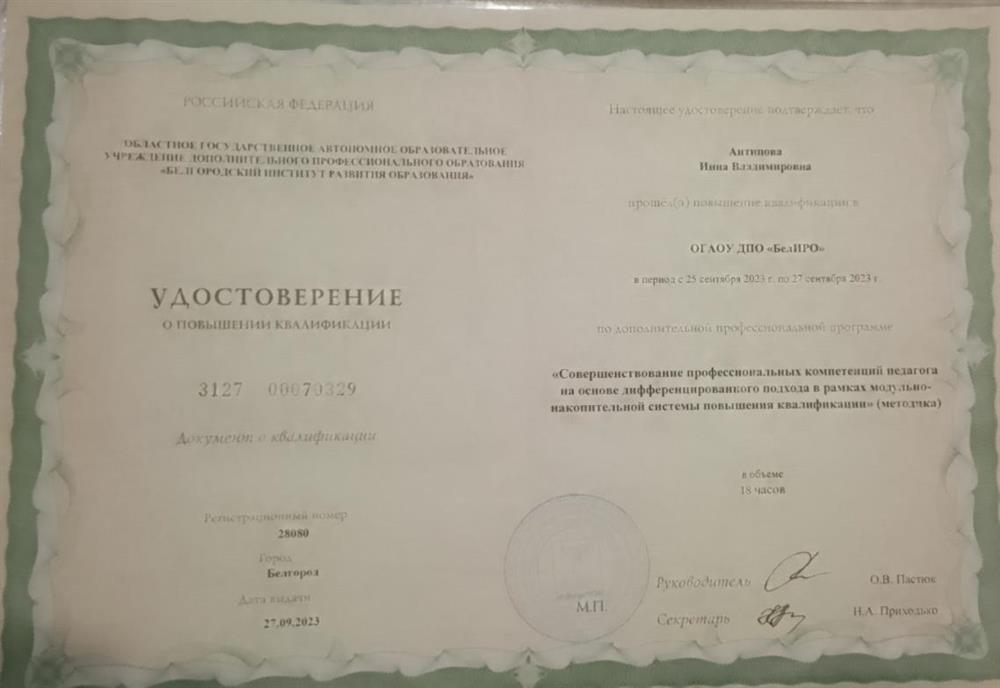 РОССИЙСКАЯ ФЕДЕРАЦИЯ
ОБЛАСТНОЕ ГОСУДАРСТВЕННОЕ АВТОНОМНОЕ ОБРАЗОВАТЕЛЬНОЕ
УЧРЕЖДЕНИЕ ДОПОЛНИТЕЛЬНОГО ПРОФЕССИОНАЛЬНОГО ОБРАЗОВАНИЯ
«БЕЛГОРОДСКИЙ ИНСТИТУТ РАЗВИТИЯ ОБРАЗОВАНИЯ»
УДОСТОВЕРЕНИЕ
О ПОВЫШЕНИИ КВАЛИФИКАЦИИ
3127 00070329
Документ о квалификации
Регистрационный номер
28080
Город
Белгород
Дата выдачи
27.09.2023
Настоящее удостоверение подтверждает, что
Антипова
Инна Владимировна
прошёл(а) повышение квалификации в
ОГАОУ ДПО «БелИРО»
в период с 25 сентября 2023 г. по 27 сентября 2023 г.
по дополнительной профессиональной программе
«Совершенствование профессиональных компетенций педагога
на основе дифференцированного подхода в рамках модульно-
накопительной системы повышения квалификации» (методика)
в объеме
18 часов
М.П.
Руководитель О.В. Пастюк
Секретарь Н.А. Приходько